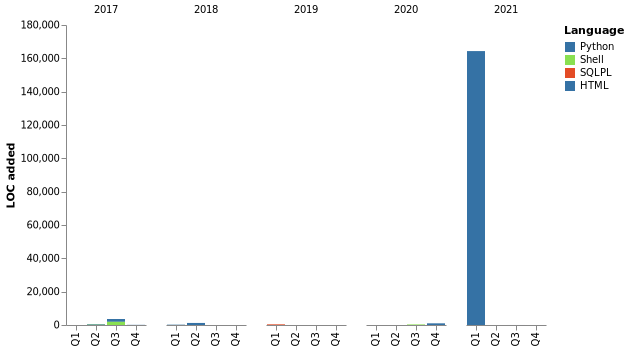 2017 2018 2019 2020 2021
Language
Python
Shell
SQLPL
HTML
LOC added
180,000
160,000
140,000
120,000
100,000
80,000
60,000
40,000
20,000
0
Q1 Q2 Q3 Q4 Q1 Q2 Q3 Q4 Q1 Q2 Q3 Q4 Q1 Q2 Q3 Q4 Q1 Q2 Q3 Q4